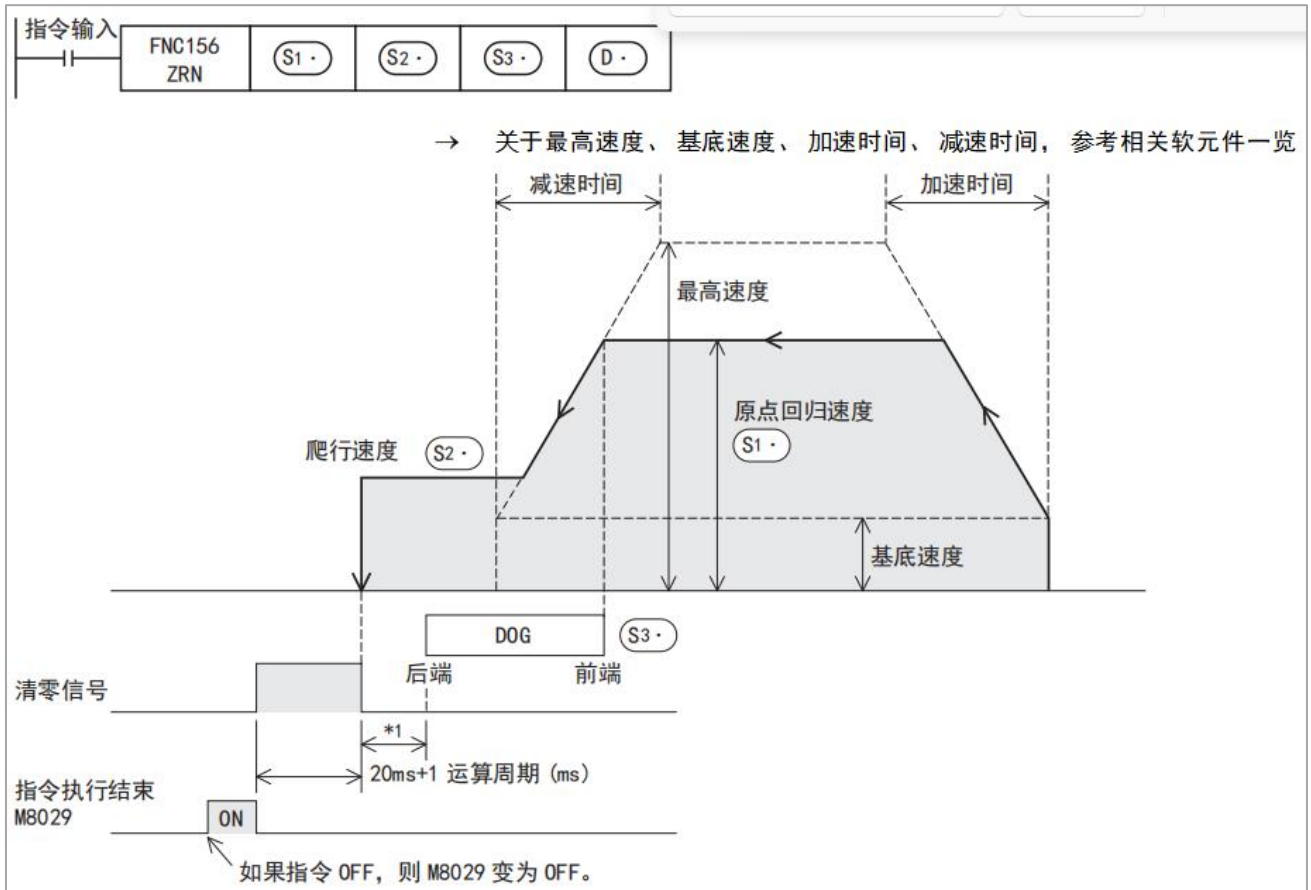 指令输入
FNC156
ZRN
S1・
S2・
S3・
D・
→ 关于最高速度、基底速度、加速时间、减速时间，参考相关软元件一览
减速时间
加速时间
最高速度
原点回归速度
S1・
爬行速度 S2・
基底速度
DOG
S3・
后端
前端
清零信号
*1
20ms+1 运算周期 (ms)
指令执行结束
M8029
ON
如果指令 OFF，则 M8029 变为 OFF。